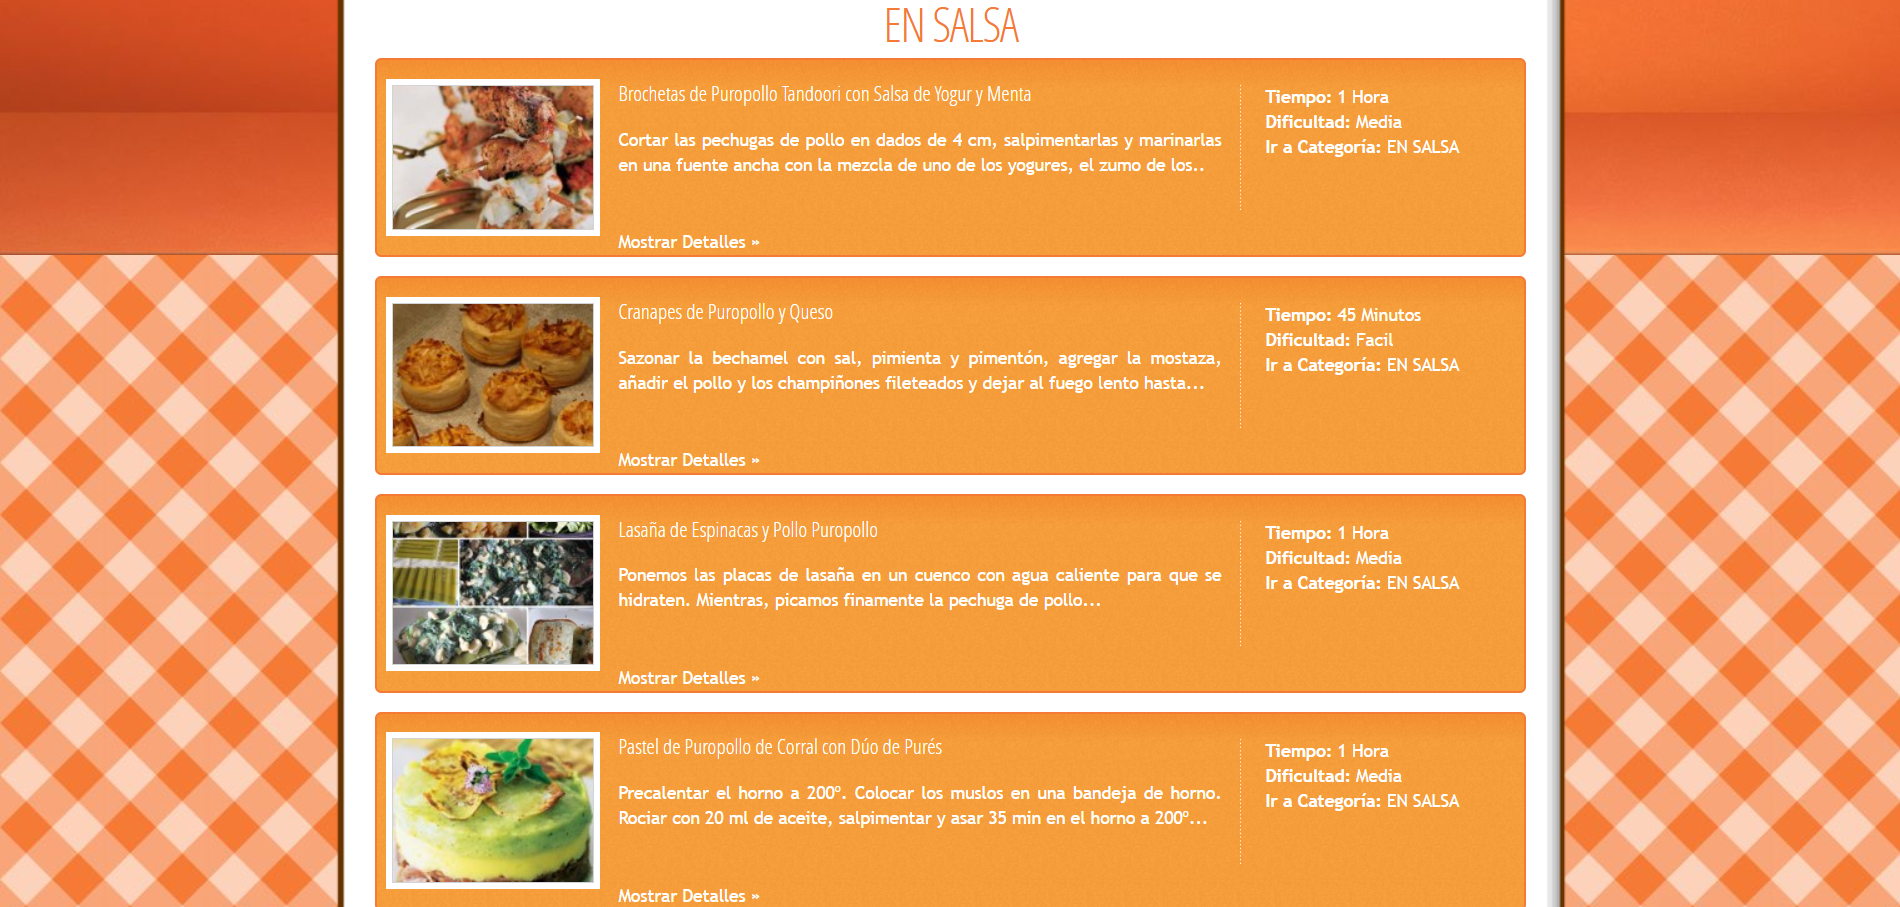 EN SALSA
Brochetas de Puropollo Tandoori con Salsa de Yogur y Menta
Cortar las pechugas de pollo en dados de 4 cm, salpimentarlas y marinarlas
en una fuente ancha con la mezcla de uno de los yogures, el zumo de los..
Mostrar Detalles »
Tiempo: 1 Hora
Dificultad: Media
Ir a Categoría: EN SALSA
Cranapes de Puropollo y Queso
Sazonar la bechamel con sal, pimienta y pimentón, agregar la mostaza,
añadir el pollo y los champiñones fileteados y dejar al fuego lento hasta...
Mostrar Detalles »
Tiempo: 45 Minutos
Dificultad: Facil
Ir a Categoría: EN SALSA
Lasaña de Espinacas y Pollo Puropollo
Ponemos las placas de lasaña en un cuenco con agua caliente para que se
hidraten. Mientras, picamos finamente la pechuga de pollo...
Mostrar Detalles »
Tiempo: 1 Hora
Dificultad: Media
Ir a Categoría: EN SALSA
Pastel de Puropollo de Corral con Dúo de Purés
Precalentar el horno a 200º. Colocar los muslos en una bandeja de horno.
Rociar con 20 ml de aceite, salpimentar y asar 35 min en el horno a 200º...
Mostrar Detalles »
Tiempo: 1 Hora
Dificultad: Media
Ir a Categoría: EN SALSA